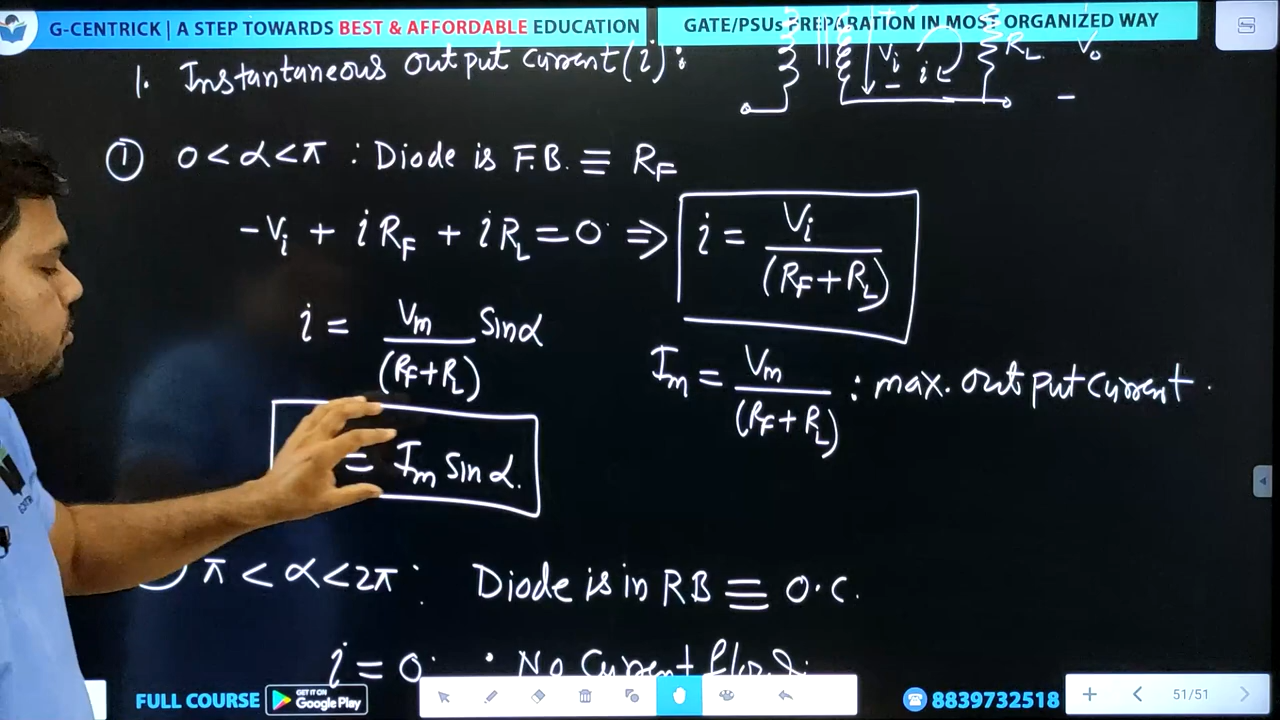 G-CENTRICK | A STEP TOWARDS BEST & AFFORDABLE EDUCATION
GATE/PSUs PREPARATION IN MOST ORGANIZED WAY
1. Instantaneous output current (i):
Vi
-
i
RL
Vo
-
① 0 < α < π : Diode is F.B. ≡ RF
-Vi + iRF + iRL = 0 ⇒ i = Vi / (RF + RL)
i = Vm / (RF + RL) Sinα
Im = Vm / (RF + RL) : max. output current.
= Im Sinα.
π < α < 2π : Diode is in RB ≡ O.C.
i = 0. : No Current flow
FULL COURSE
GET IT ON
Google Play
8839732518
51/51